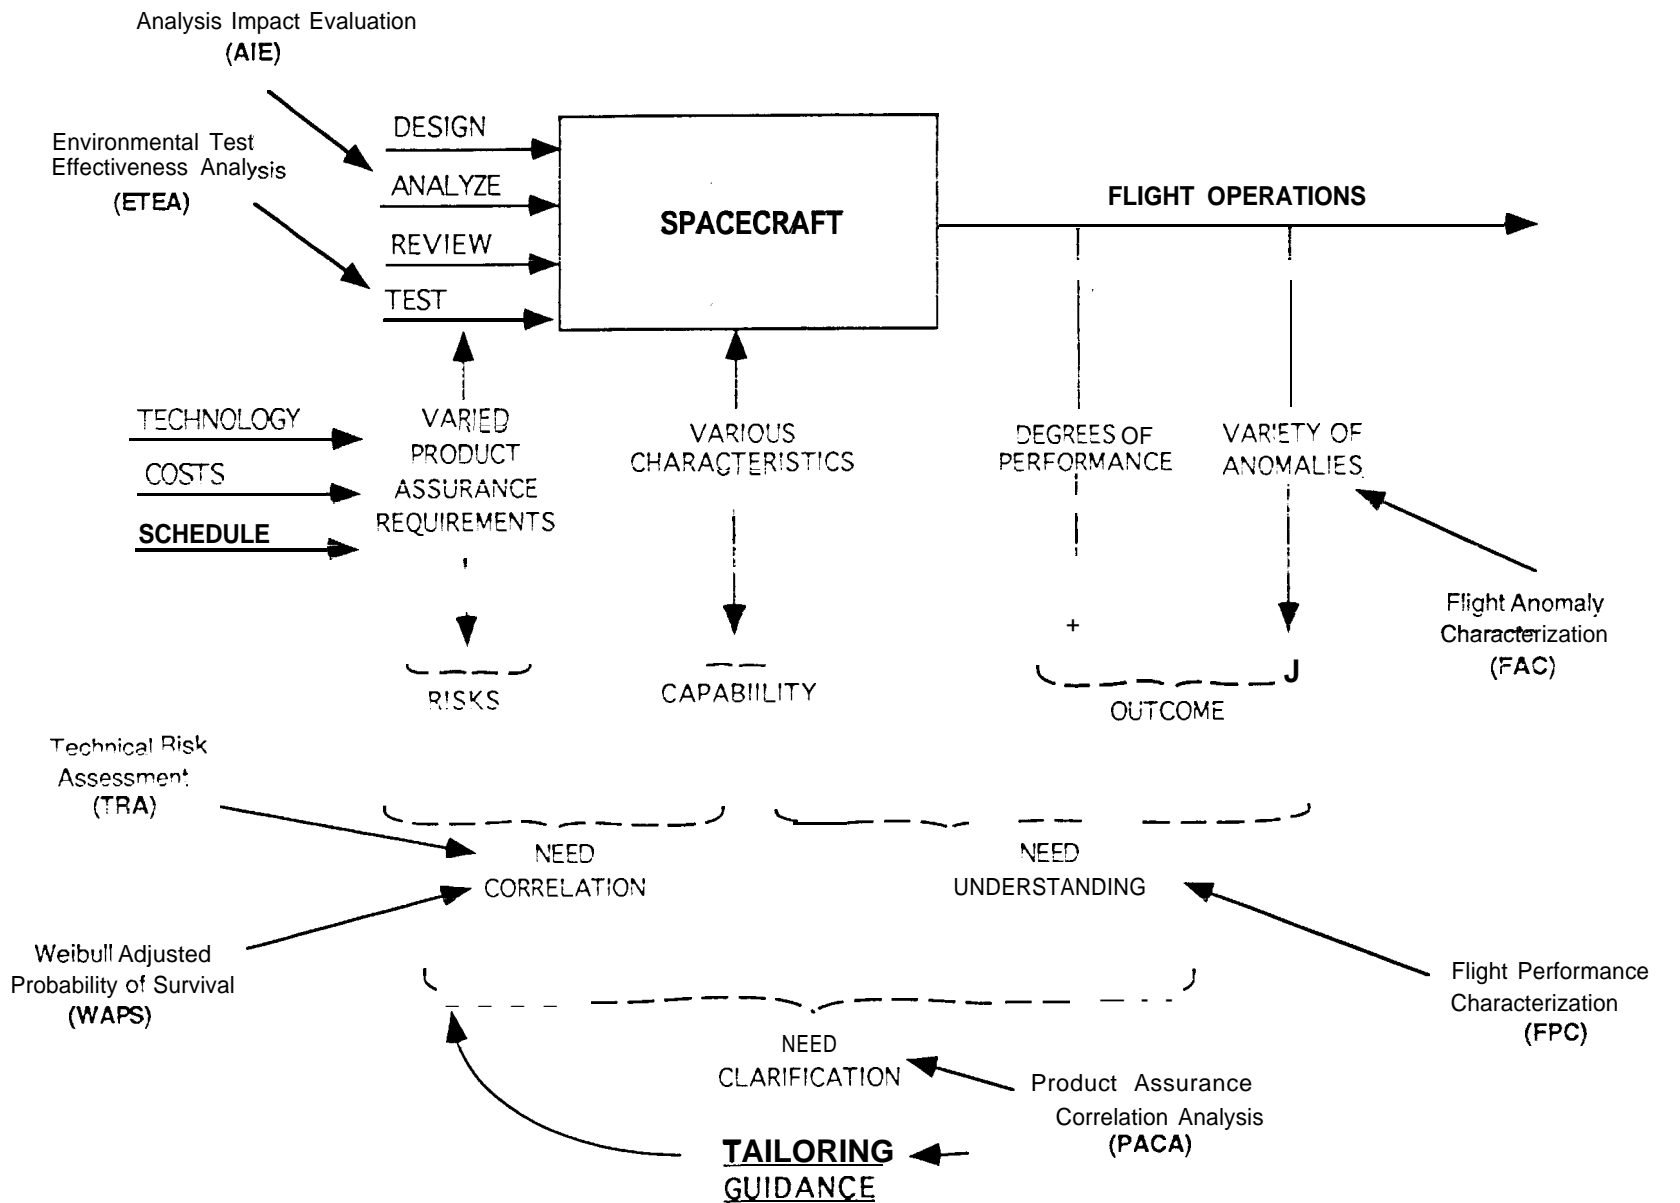 Analysis Impact Evaluation
(AIE)
Environmental Test
Effectiveness Analysis
(ETEA)
DESIGN
ANALYZE
REVIEW
TEST
SPACECRAFT
FLIGHT OPERATIONS
TECHNOLOGY
COSTS
SCHEDULE
VARIED
PRODUCT
ASSURANCE
REQUIREMENTS
VARIOUS
CHARACTERISTICS
DEGREES OF
PERFORMANCE
VARIETY OF
ANOMALIES
Flight Anomaly
Characterization
(FAC)
+
J
RISKS
CAPABIILITY
OUTCOME
Technical Risk
Assessment
(TRA)
NEED
CORRELATION
NEED
UNDERSTANDING
Weibull Adjusted
Probability of Survival
(WAPS)
Flight Performance
Characterization
(FPC)
NEED
CLARIFICATION
Product Assurance
Correlation Analysis
(PACA)
TAILORING
GUIDANCE